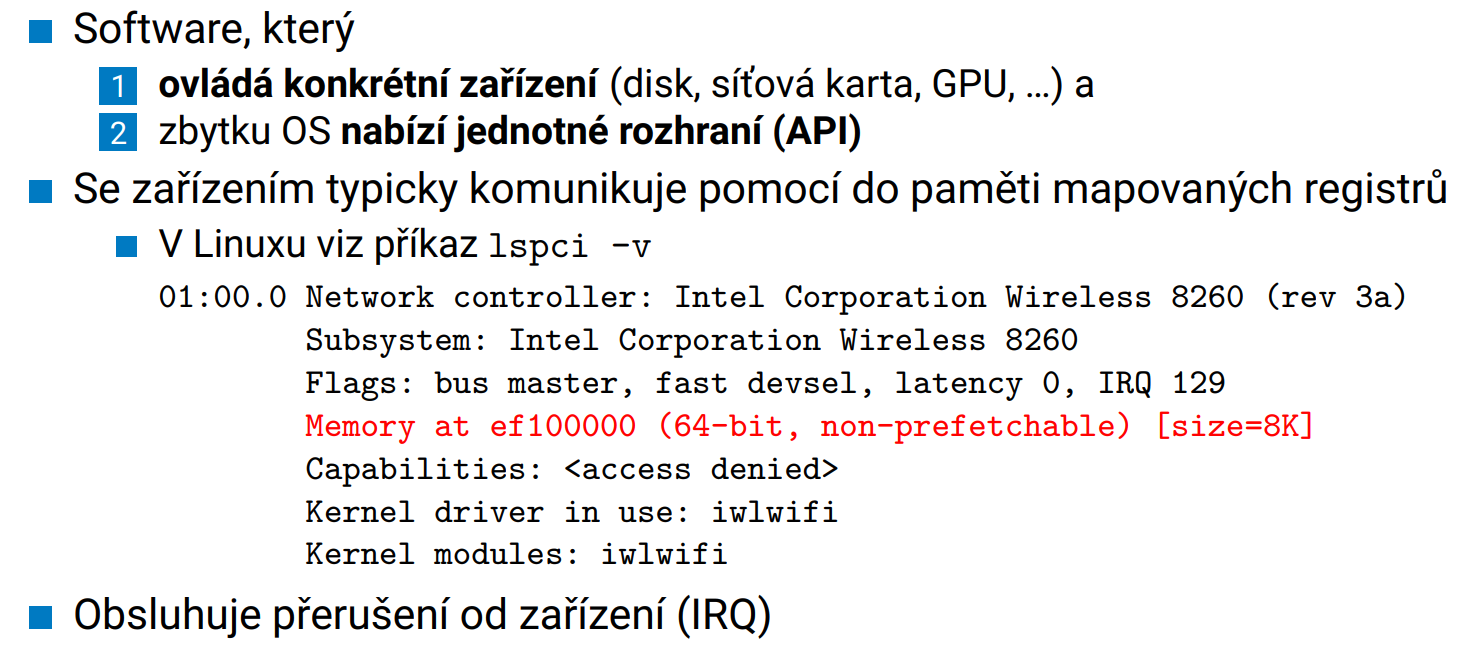 Software, který
1 ovládá konkrétní zařízení (disk, síťová karta, GPU, …) a
2 zbytku OS nabízí jednotné rozhraní (API)
Se zařízením typicky komunikuje pomocí do paměti mapovaných registrů
V Linuxu viz příkaz lspci -v
01:00.0 Network controller: Intel Corporation Wireless 8260 (rev 3a)
Subsystem: Intel Corporation Wireless 8260
Flags: bus master, fast devsel, latency 0, IRQ 129
Memory at ef100000 (64-bit, non-prefetchable) [size=8K]
Capabilities: <access denied>
Kernel driver in use: iwlwifi
Kernel modules: iwlwifi
Obsluhuje přerušení od zařízení (IRQ)